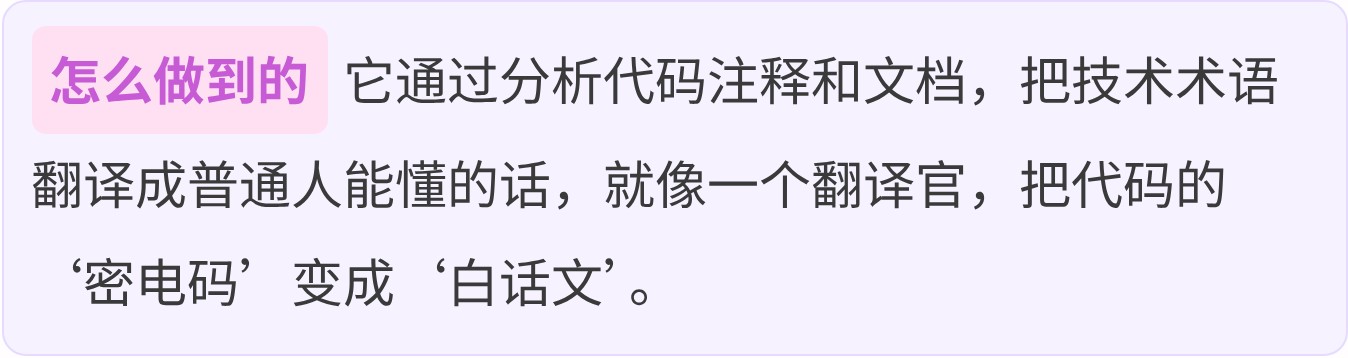 怎么做到的 它通过分析代码注释和文档，把技术术语
翻译成普通人能懂的话，就像一个翻译官，把代码的
‘密电码’ 变成 ‘白话文’。